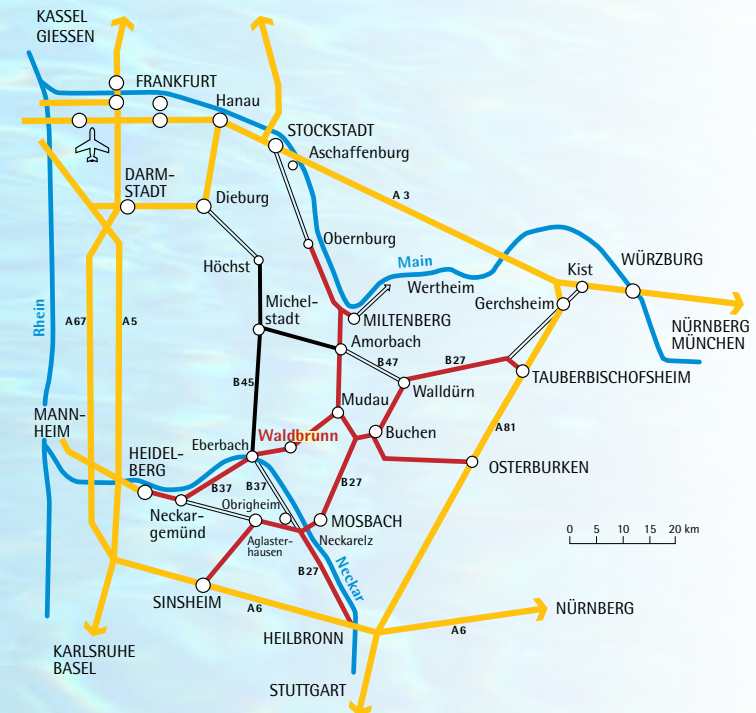 KASSEL
GIESSEN
FRANKFURT
Hanau
STOCKSTADT
Aschaffenburg
DARM-
STADT
Dieburg
A 3
Obernburg
Höchst
Main
Wertheim
Kist
WÜRZBURG
Gerchsheim
Michel-
stadt
MILTENBERG
NÜRNBERG
MÜNCHEN
Rhein
A67
A5
Amorbach
B47
B27
B45
Walldürn
TAUBERBISCHOFSHEIM
Mudau
MANN-
HEIM
Waldbrunn
Buchen
A81
Eberbach
HEIDEL-
BERG
OSTERBURKEN
B37
B37
B27
Neckar-
gemünd
Obrigheim
MOSBACH
Aglaster-
hausen
Neckarelz
0 5 10 15 20 km
B27
Neckar
SINSHEIM
A6
NÜRNBERG
A6
HEILBRONN
KARLSRUHE
BASEL
STUTTGART